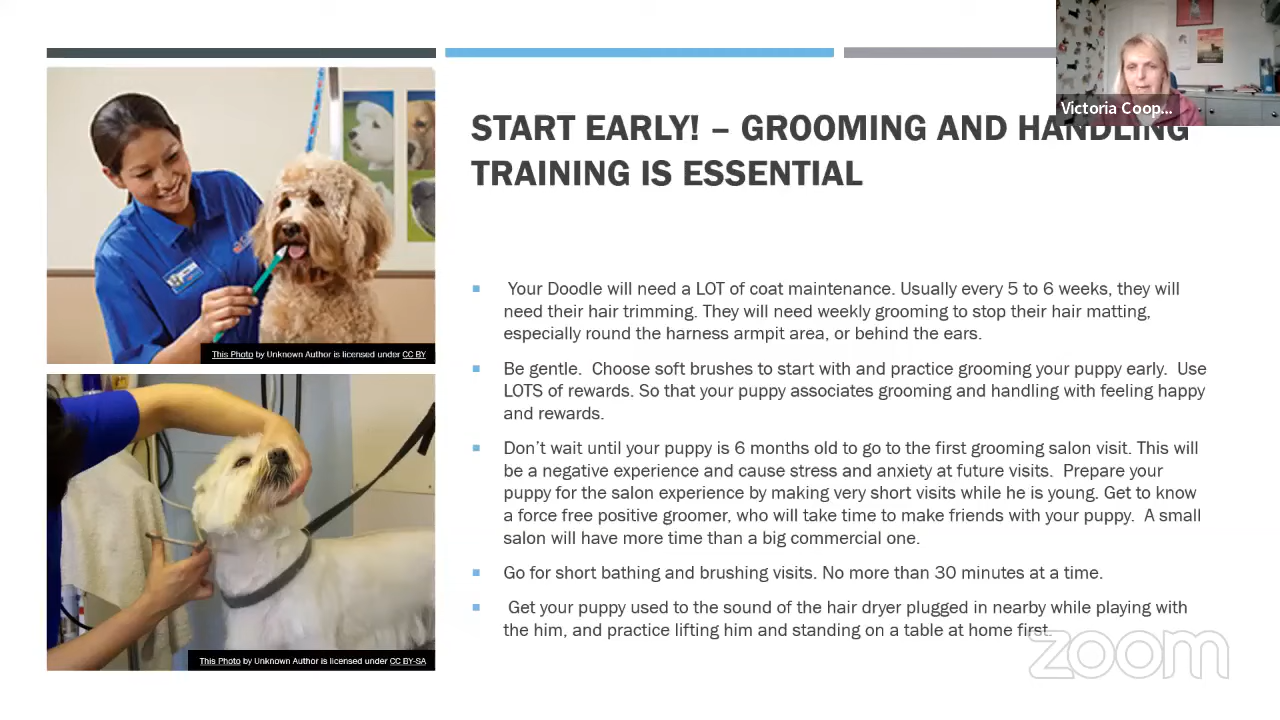 Victoria Coop...
START EARLY! – GROOMING AND HANDLING
TRAINING IS ESSENTIAL
Your Doodle will need a LOT of coat maintenance. Usually every 5 to 6 weeks, they will
need their hair trimming. They will need weekly grooming to stop their hair matting,
especially round the harness armpit area, or behind the ears.
Be gentle. Choose soft brushes to start with and practice grooming your puppy early. Use
LOTS of rewards. So that your puppy associates grooming and handling with feeling happy
and rewards.
Don't wait until your puppy is 6 months old to go to the first grooming salon visit. This will
be a negative experience and cause stress and anxiety at future visits. Prepare your
puppy for the salon experience by making very short visits while he is young. Get to know
a force free positive groomer, who will take time to make friends with your puppy. A small
salon will have more time than a big commercial one.
Go for short bathing and brushing visits. No more than 30 minutes at a time.
Get your puppy used to the sound of the hair dryer plugged in nearby while playing with
the him, and practice lifting him and standing on a table at home first.
This Photo by Unknown Author is licensed under CC BY
This Photo by Unknown Author is licensed under CC BY-SA
zoom